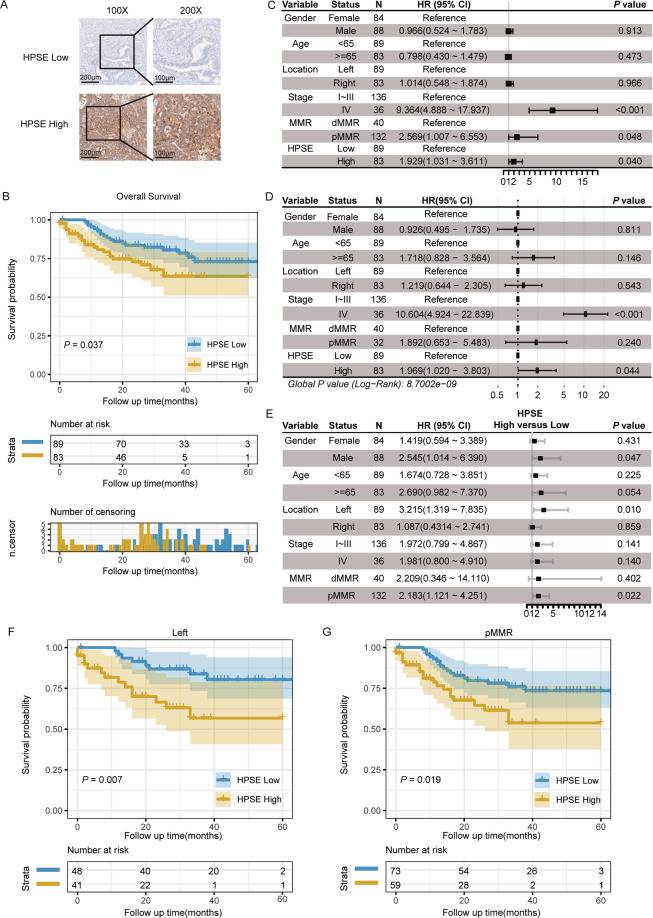 A
100X 200X
HPSE Low
200μm 100μm
HPSE High
200μm 100μm
B
Overall Survival
Survival probability
1.00
0.75
0.50
0.25
0.00
P = 0.037
HPSE Low
HPSE High
0 20 40 60
Follow up time(months)
Number at risk
Strata
89 70 33 3
83 46 5 1
0 20 40 60
Follow up time(months)
Number of censoring
n.censor
5
4
3
2
1
0
0 20 40 60
Follow up time(months)
C
Variable Status N HR (95% CI) P value
Gender Female 84 Reference
Male 88 0.966(0.524 ~ 1.783) 0.913
Age <65 89 Reference
>=65 83 0.798(0.430 ~ 1.479) 0.473
Location Left 89 Reference
Right 83 1.014(0.548 ~ 1.874) 0.966
Stage I~III 136 Reference
IV 36 9.364(4.888 ~ 17.937) <0.001
MMR dMMR 40 Reference
pMMR 132 2.569(1.007 ~ 6.553) 0.048
HPSE Low 89 Reference
High 83 1.929(1.031 ~ 3.611) 0.040
012 5 10 15
D
Variable Status N HR(95% CI) P value
Gender Female 84 Reference
Male 88 0.926(0.495 − 1.735) 0.811
Age <65 89 Reference
>=65 83 1.718(0.828 − 3.564) 0.146
Location Left 89 Reference
Right 83 1.219(0.644 − 2.305) 0.543
Stage I~III 136 Reference
IV 36 10.604(4.924 − 22.839) <0.001
MMR dMMR 40 Reference
pMMR 32 1.892(0.653 − 5.483) 0.240
HPSE Low 89 Reference
High 83 1.969(1.020 − 3.803) 0.044
Global P value (Log−Rank): 8.7002e−09
0.5 1 2 5 10 20
E
HPSE
Variable Status N HR (95% CI) High versus Low P value
Gender Female 84 1.419(0.594 ~ 3.389) 0.431
Male 88 2.545(1.014 ~ 6.390) 0.047
Age <65 89 1.674(0.728 ~ 3.851) 0.225
>=65 83 2.690(0.982 ~ 7.370) 0.054
Location Left 89 3.215(1.319 ~ 7.835) 0.010
Right 83 1.087(0.4314 ~ 2.741) 0.859
Stage I~III 136 1.972(0.799 ~ 4.867) 0.141
IV 36 1.981(0.800 ~ 4.910) 0.140
MMR dMMR 40 2.209(0.346 ~ 14.110) 0.402
pMMR 132 2.183(1.121 ~ 4.251) 0.022
012 5 10 12 14
F
Left
Survival probability
1.00
0.75
0.50
0.25
0.00
P = 0.007
HPSE Low
HPSE High
0 20 40 60
Follow up time(months)
Number at risk
Strata
48 40 20 2
41 22 1 1
0 20 40 60
Follow up time(months)
G
pMMR
Survival probability
1.00
0.75
0.50
0.25
0.00
P = 0.019
HPSE Low
HPSE High
0 20 40 60
Follow up time(months)
Number at risk
Strata
73 54 26 3
59 28 2 1
0 20 40 60
Follow up time(months)